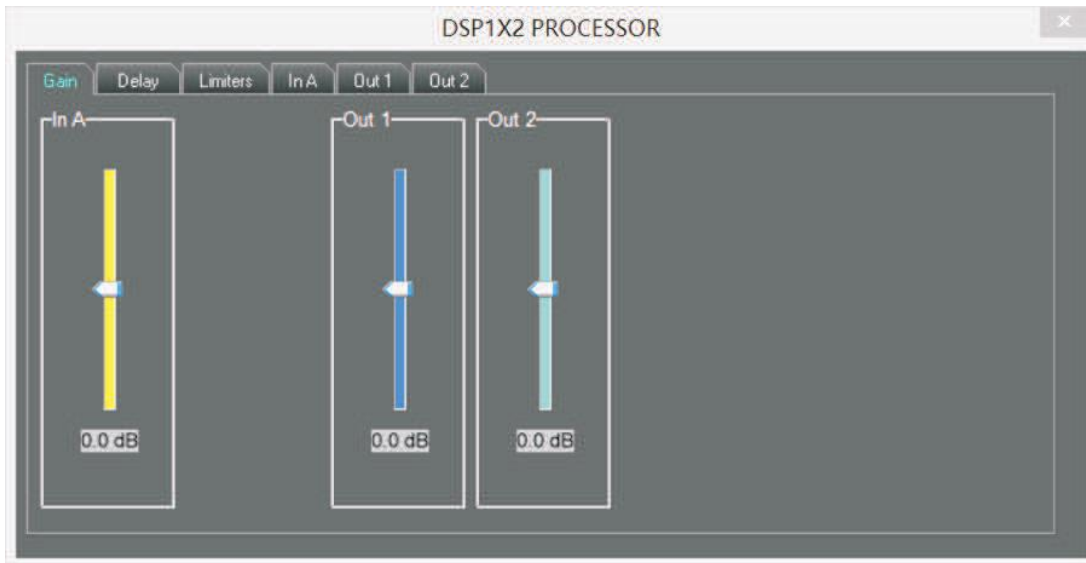 DSP1X2 PROCESSOR
Gain Delay Limiters In A Out 1 Out 2
In A Out 1 Out 2
0.0 dB 0.0 dB 0.0 dB